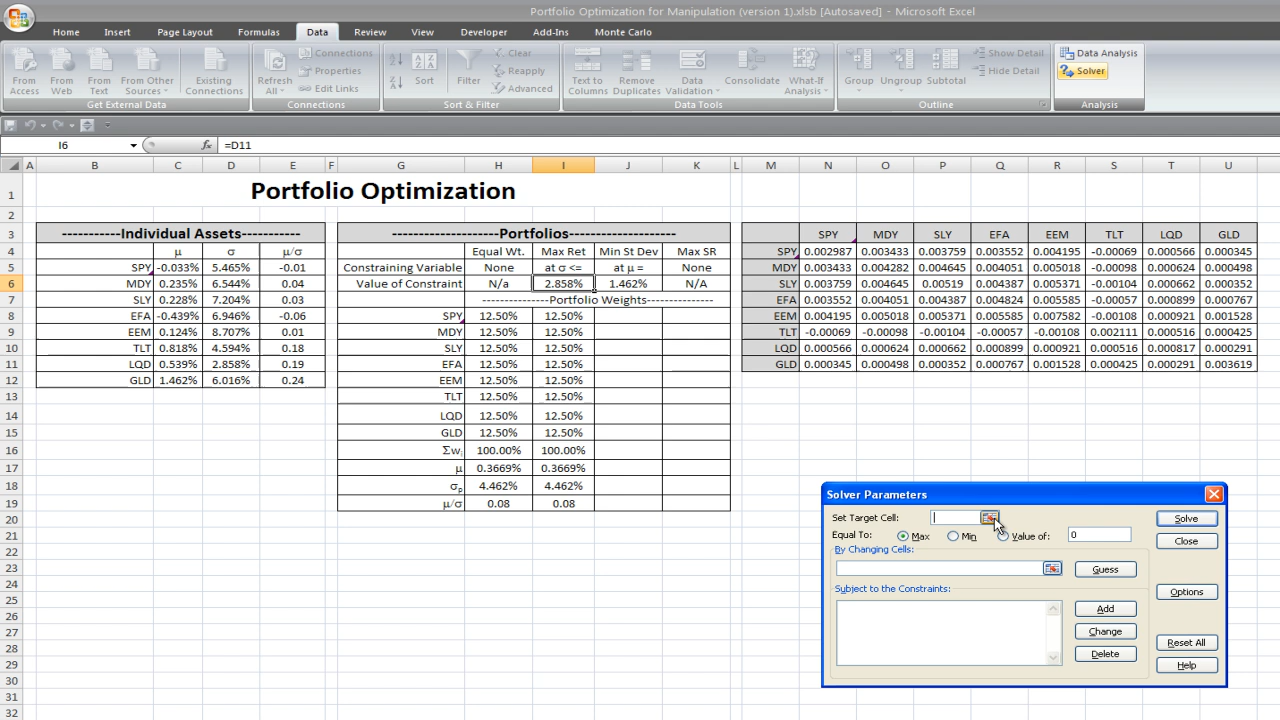 Portfolio Optimization for Manipulation (version 1).xlsb [Autosaved] - Microsoft Excel
Home Insert Page Layout Formulas Data Review View Developer Add-Ins Monte Carlo
From Access From Web From Text From Other Sources Existing Connections Refresh All Connections Properties Edit Links Sort Filter Clear Reapply Advanced Text to Columns Remove Duplicates Data Validation Consolidate What-If Analysis Group Ungroup Subtotal Show Detail Hide Detail Data Analysis Solver
Get External Data Connections Sort & Filter Data Tools Outline Analysis
I6 fx =D11
A B C D E F G H I J K L M N O P Q R S T U
1 Portfolio Optimization
2
3 -----------Individual Assets----------- --------------------Portfolios-------------------- SPY MDY SLY EFA EEM TLT LQD GLD
4 μ σ μ/σ Equal Wt. Max Ret Min St Dev Max SR SPY 0.002987 0.003433 0.003759 0.003552 0.004195 -0.00069 0.000566 0.000345
5 SPY -0.033% 5.465% -0.01 Constraining Variable None at σ <= at μ = None MDY 0.003433 0.004282 0.004645 0.004051 0.005018 -0.00098 0.000624 0.000498
6 MDY 0.235% 6.544% 0.04 Value of Constraint N/a 2.858% 1.462% N/A SLY 0.003759 0.004645 0.00519 0.004387 0.005371 -0.00104 0.000662 0.000352
7 SLY 0.228% 7.204% 0.03 ---------------Portfolio Weights--------------- EFA 0.003552 0.004051 0.004387 0.004824 0.005585 -0.00057 0.000899 0.000767
8 EFA -0.439% 6.946% -0.06 SPY 12.50% 12.50% EEM 0.004195 0.005018 0.005371 0.005585 0.007582 -0.00108 0.000921 0.001528
9 EEM 0.124% 8.707% 0.01 MDY 12.50% 12.50% TLT -0.00069 -0.00098 -0.00104 -0.00057 -0.00108 0.002111 0.000516 0.000425
10 TLT 0.818% 4.594% 0.18 SLY 12.50% 12.50% LQD 0.000566 0.000624 0.000662 0.000899 0.000921 0.000516 0.000817 0.000291
11 LQD 0.539% 2.858% 0.19 EFA 12.50% 12.50% GLD 0.000345 0.000498 0.000352 0.000767 0.001528 0.000425 0.000291 0.003619
12 GLD 1.462% 6.016% 0.24 EEM 12.50% 12.50%
13 TLT 12.50% 12.50%
14 LQD 12.50% 12.50%
15 GLD 12.50% 12.50%
16 Σwi 100.00% 100.00%
17 μ 0.3669% 0.3669%
18 σp 4.462% 4.462%
19 μ/σ 0.08 0.08
20
21
22
23
24
25
26
27
28
29
30
31
32
Solver Parameters
Set Target Cell: Solve
Equal To: Max Min Value of: 0 Close
By Changing Cells:
Guess
Subject to the Constraints: Options
Add
Change
Reset All
Delete
Help